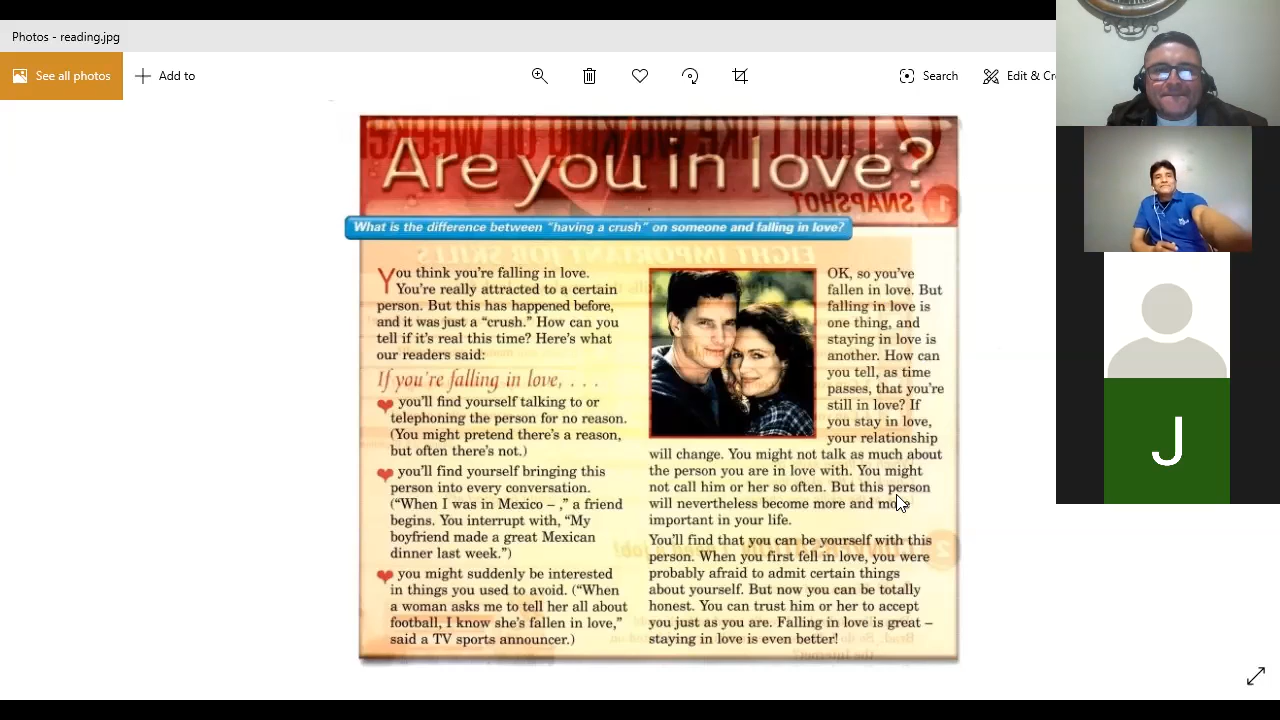 Photos - reading.jpg
See all photos
Add to
Search
Edit &
Are you in love?
SNAPSHOT
What is the difference between "having a crush" on someone and falling in love?
EIGHT IMPORTANT JOB SKILLS
You think you're falling in love.
You're really attracted to a certain
person. But this has happened before,
and it was just a "crush." How can you
tell if it's real this time? Here's what
our readers said:
If you're falling in love, . . .
you'll find yourself talking to or
telephoning the person for no reason.
(You might pretend there's a reason,
but often there's not.)
you'll find yourself bringing this
person into every conversation.
("When I was in Mexico – ," a friend
begins. You interrupt with, "My
boyfriend made a great Mexican
dinner last week.")
you might suddenly be interested
in things you used to avoid. ("When
a woman asks me to tell her all about
football, I know she's fallen in love,"
said a TV sports announcer.)
OK, so you've
fallen in love. But
falling in love is
one thing, and
staying in love is
another. How can
you tell, as time
passes, that you're
still in love? If
you stay in love,
your relationship
will change. You might not talk as much about
the person you are in love with. You might
not call him or her so often. But this person
will nevertheless become more and more
important in your life.
You'll find that you can be yourself with this
person. When you first fell in love, you were
probably afraid to admit certain things
about yourself. But now you can be totally
honest. You can trust him or her to accept
you just as you are. Falling in love is great –
staying in love is even better!
J